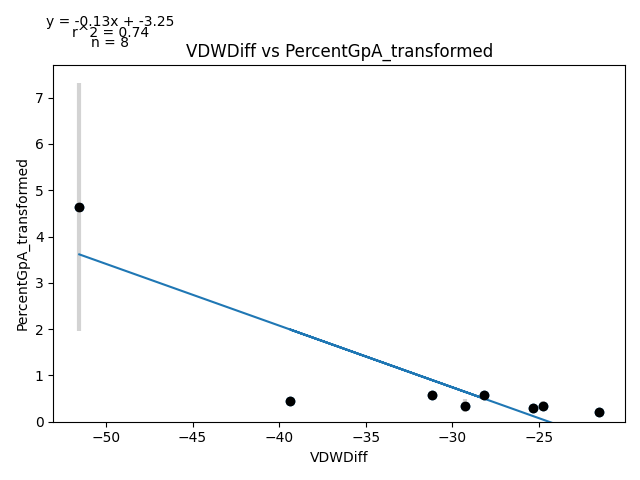 y = -0.13x + -3.25
r^2 = 0.74
n = 8
VDWDiff vs PercentGpA_transformed
PercentGpA_transformed
7
6
5
4
3
2
1
0
−50 −45 −40 −35 −30 −25
VDWDiff